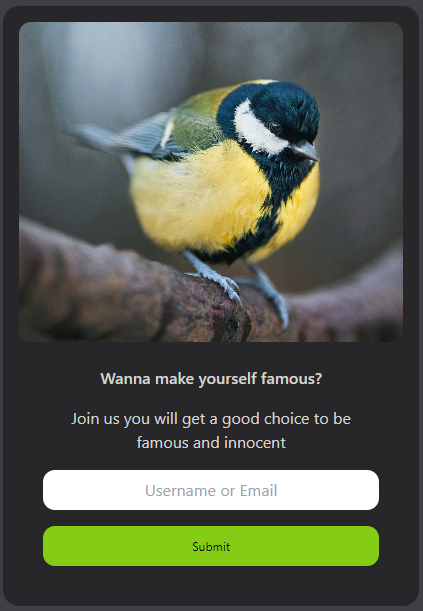 Wanna make yourself famous?
Join us you will get a good choice to be
famous and innocent
Username or Email
Submit